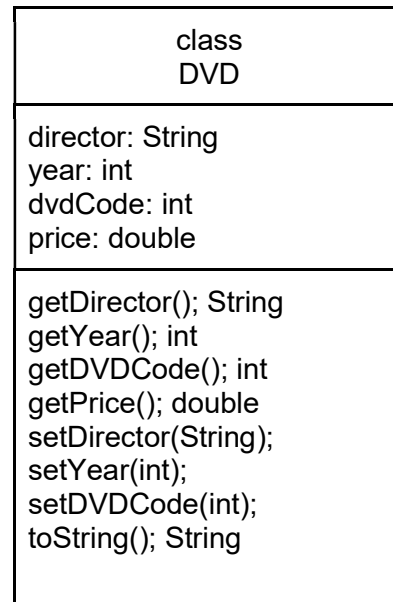 class
DVD
director: String
year: int
dvdCode: int
price: double
getDirector(); String
getYear(); int
getDVDCode(); int
getPrice(); double
setDirector(String);
setYear(int);
setDVDCode(int);
toString(); String